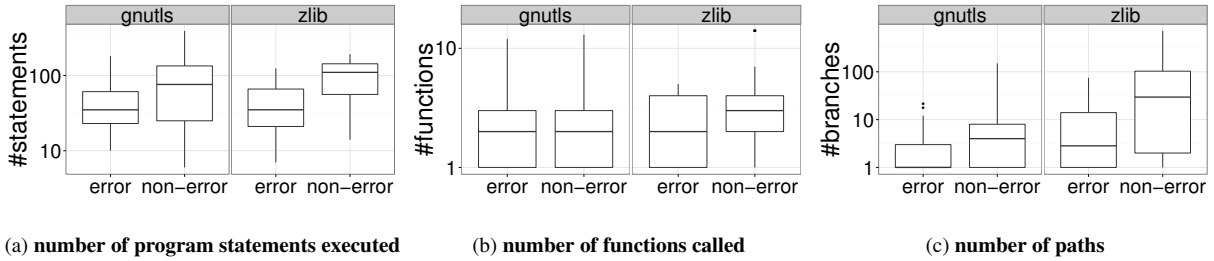 gnutls zlib
#statements
100
10
error non−error error non−error
(a) number of program statements executed
gnutls zlib
#functions
10
1
error non−error error non−error
(b) number of functions called
gnutls zlib
#branches
100
10
1
error non−error error non−error
(c) number of paths